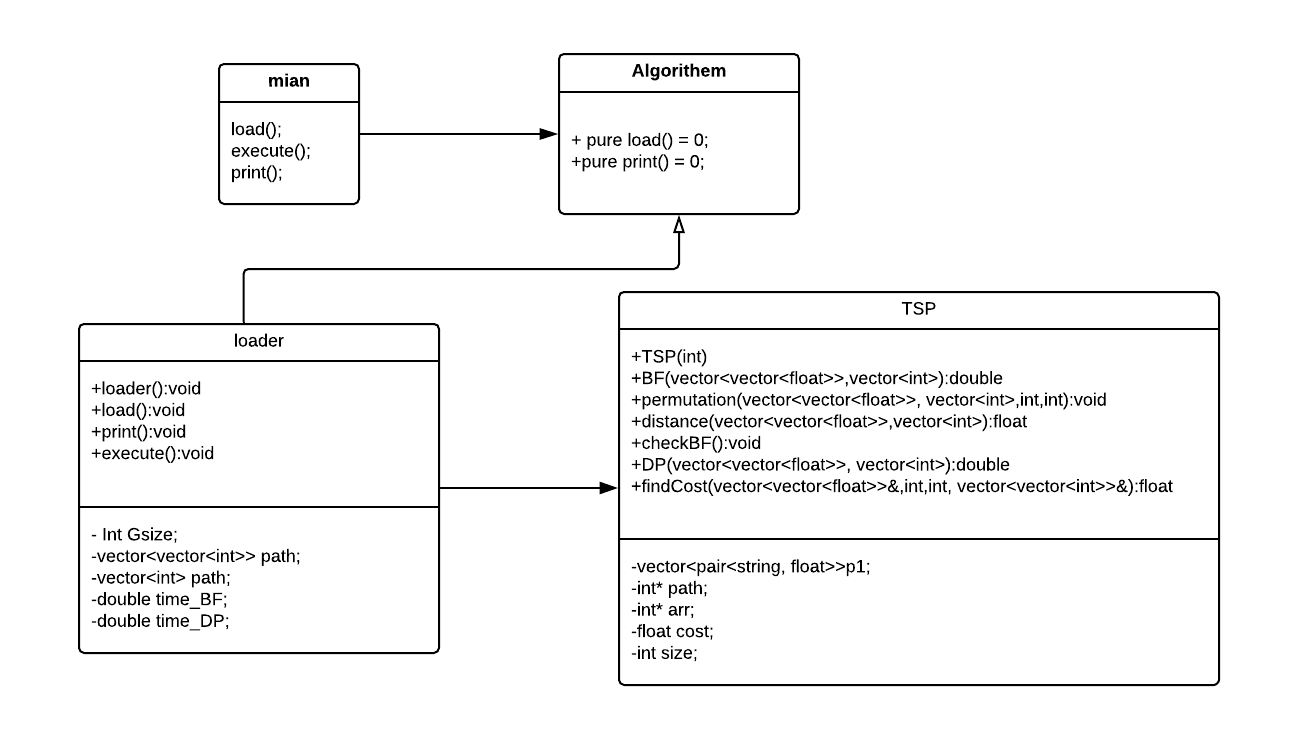 mian
load();
execute();
print();
Algorithem
+ pure load() = 0;
+pure print() = 0;
loader
+loader():void
+load():void
+print():void
+execute():void
- Int Gsize;
-vector<vector<int>> path;
-vector<int> path;
-double time_BF;
-double time_DP;
TSP
+TSP(int)
+BF(vector<vector<float>>,vector<int>):double
+permutation(vector<vector<float>>, vector<int>,int,int):void
+distance(vector<vector<float>>,vector<int>):float
+checkBF():void
+DP(vector<vector<float>>, vector<int>):double
+findCost(vector<vector<float>>&,int,int, vector<vector<int>>&):float
-vector<pair<string, float>>p1;
-int* path;
-int* arr;
-float cost;
-int size;